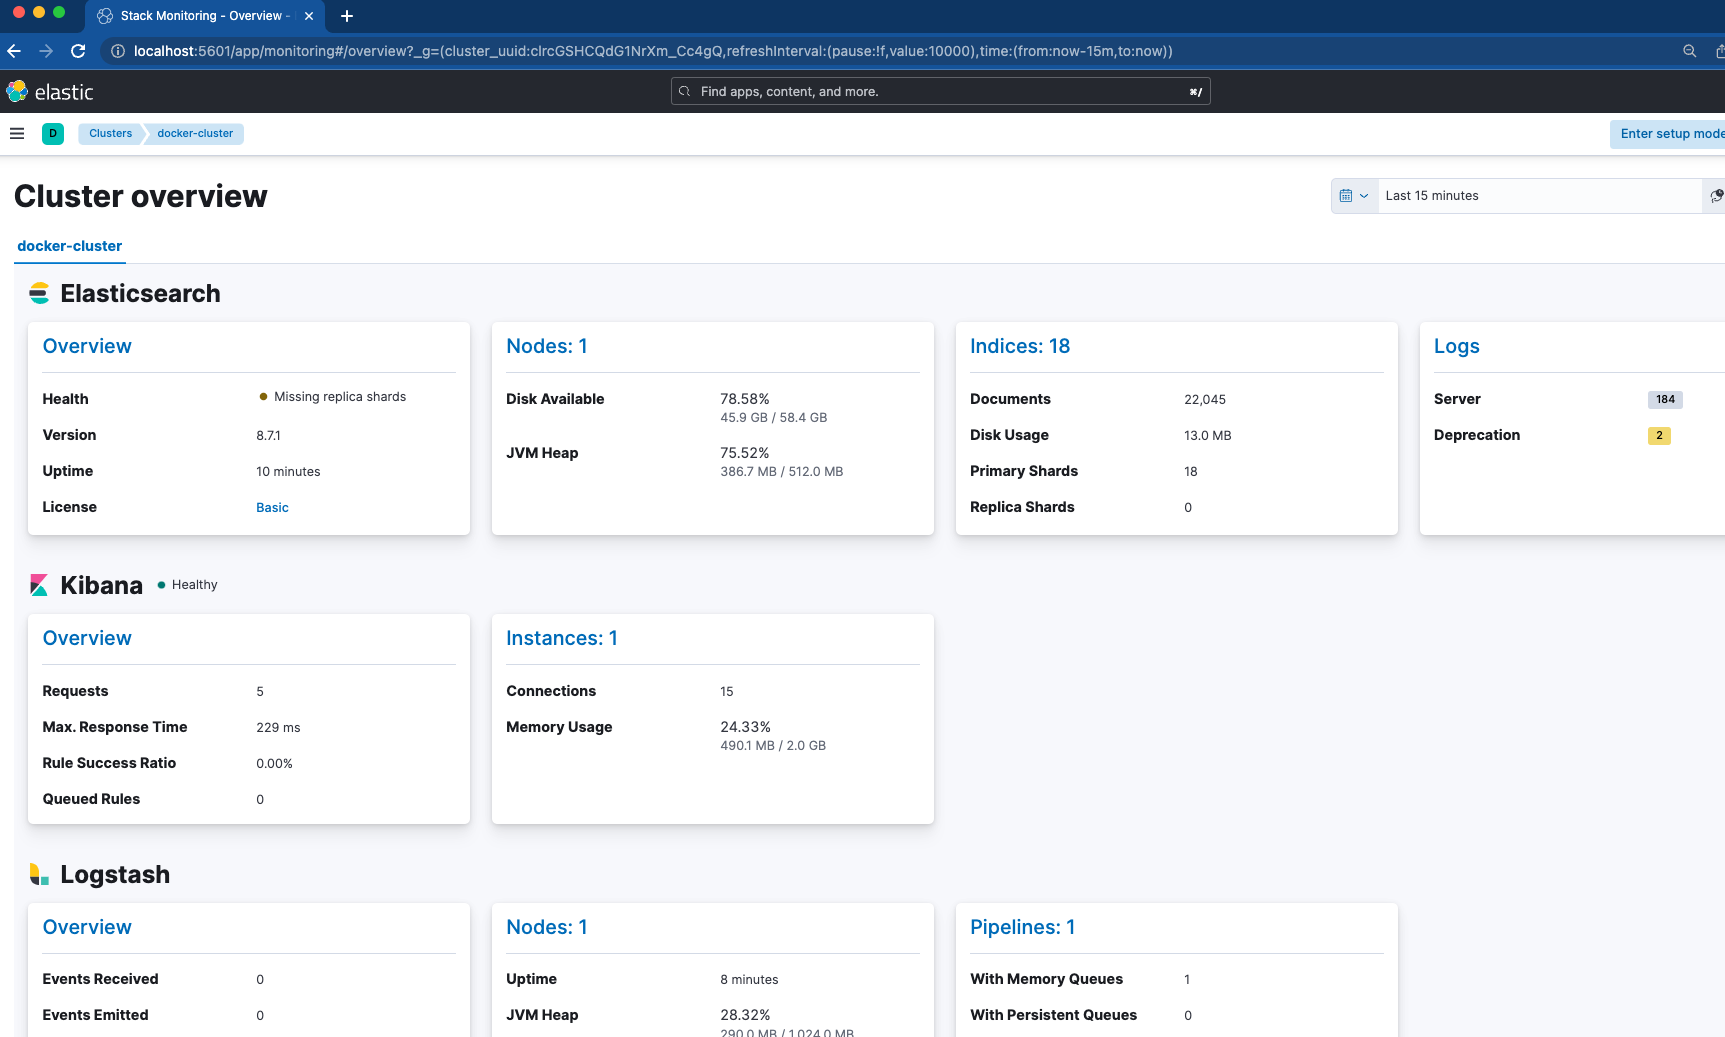 Stack Monitoring - Overview -
localhost:5601/app/monitoring#/overview?_g=(cluster_uuid:clrcGSHCQdG1NrXm_Cc4gQ,refreshInterval:(pause:!f,value:10000),time:(from:now-15m,to:now))
elastic
Find apps, content, and more.
⌘/
D
Clusters
docker-cluster
Enter setup mode
Cluster overview
Last 15 minutes
docker-cluster
Elasticsearch
Overview
Health Missing replica shards
Version 8.7.1
Uptime 10 minutes
License Basic
Nodes: 1
Disk Available 78.58%
45.9 GB / 58.4 GB
JVM Heap 75.52%
386.7 MB / 512.0 MB
Indices: 18
Documents 22,045
Disk Usage 13.0 MB
Primary Shards 18
Replica Shards 0
Logs
Server 184
Deprecation 2
Kibana Healthy
Overview
Requests 5
Max. Response Time 229 ms
Rule Success Ratio 0.00%
Queued Rules 0
Instances: 1
Connections 15
Memory Usage 24.33%
490.1 MB / 2.0 GB
Logstash
Overview
Events Received 0
Events Emitted 0
Nodes: 1
Uptime 8 minutes
JVM Heap 28.32%
290.0 MB / 1,024.0 MB
Pipelines: 1
With Memory Queues 1
With Persistent Queues 0